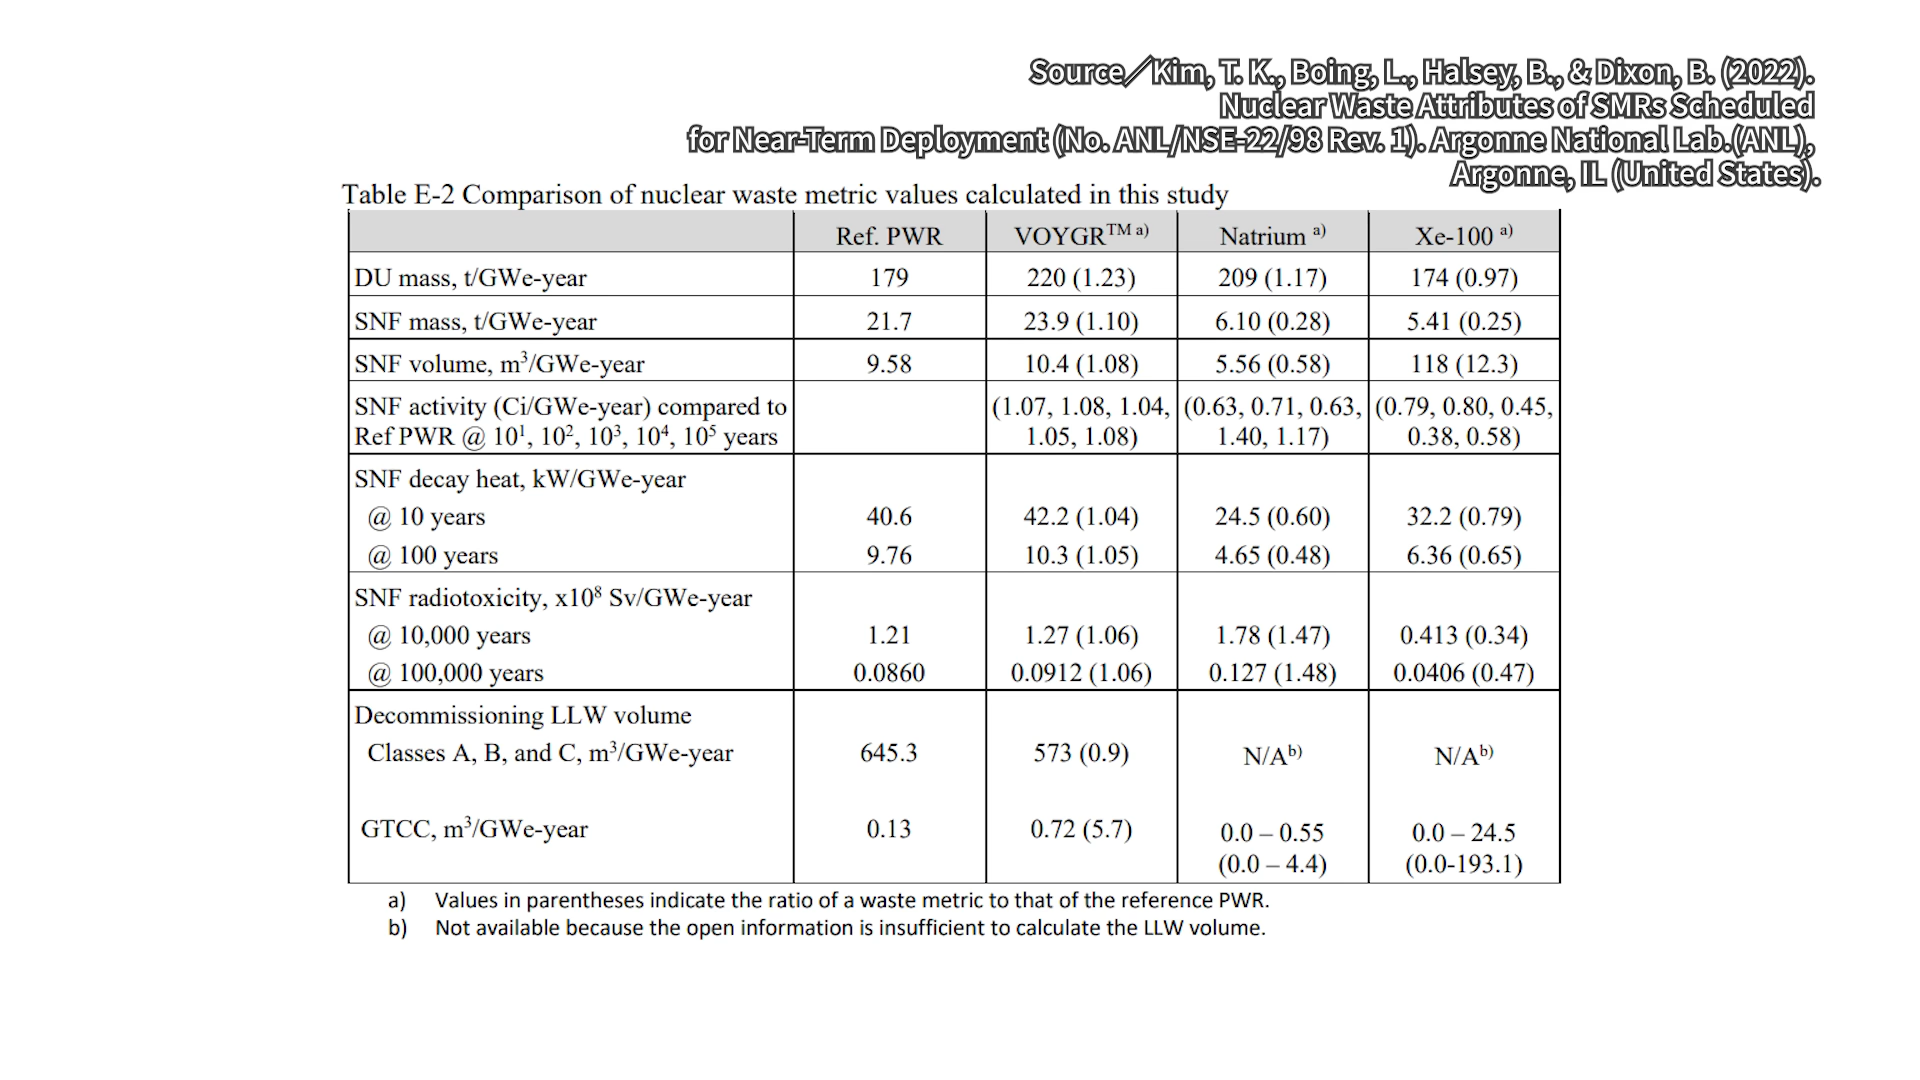 Source／Kim, T. K., Boing, L., Halsey, B., & Dixon, B. (2022).
Nuclear Waste Attributes of SMRs Scheduled
for Near-Term Deployment (No. ANL/NSE-22/98 Rev. 1). Argonne National Lab.(ANL),
Argonne, IL (United States).
Table E-2 Comparison of nuclear waste metric values calculated in this study
Ref. PWR VOYGR™ a) Natrium a) Xe-100 a)
DU mass, t/GWe-year 179 220 (1.23) 209 (1.17) 174 (0.97)
SNF mass, t/GWe-year 21.7 23.9 (1.10) 6.10 (0.28) 5.41 (0.25)
SNF volume, m³/GWe-year 9.58 10.4 (1.08) 5.56 (0.58) 118 (12.3)
SNF activity (Ci/GWe-year) compared to (1.07, 1.08, 1.04, (0.63, 0.71, 0.63, (0.79, 0.80, 0.45,
Ref PWR @ 10¹, 10², 10³, 10⁴, 10⁵ years 1.05, 1.08) 1.40, 1.17) 0.38, 0.58)
SNF decay heat, kW/GWe-year
@ 10 years 40.6 42.2 (1.04) 24.5 (0.60) 32.2 (0.79)
@ 100 years 9.76 10.3 (1.05) 4.65 (0.48) 6.36 (0.65)
SNF radiotoxicity, x10⁸ Sv/GWe-year
@ 10,000 years 1.21 1.27 (1.06) 1.78 (1.47) 0.413 (0.34)
@ 100,000 years 0.0860 0.0912 (1.06) 0.127 (1.48) 0.0406 (0.47)
Decommissioning LLW volume
Classes A, B, and C, m³/GWe-year 645.3 573 (0.9) N/A b) N/A b)
GTCC, m³/GWe-year 0.13 0.72 (5.7) 0.0 – 0.55 0.0 – 24.5
(0.0 – 4.4) (0.0-193.1)
a) Values in parentheses indicate the ratio of a waste metric to that of the reference PWR.
b) Not available because the open information is insufficient to calculate the LLW volume.